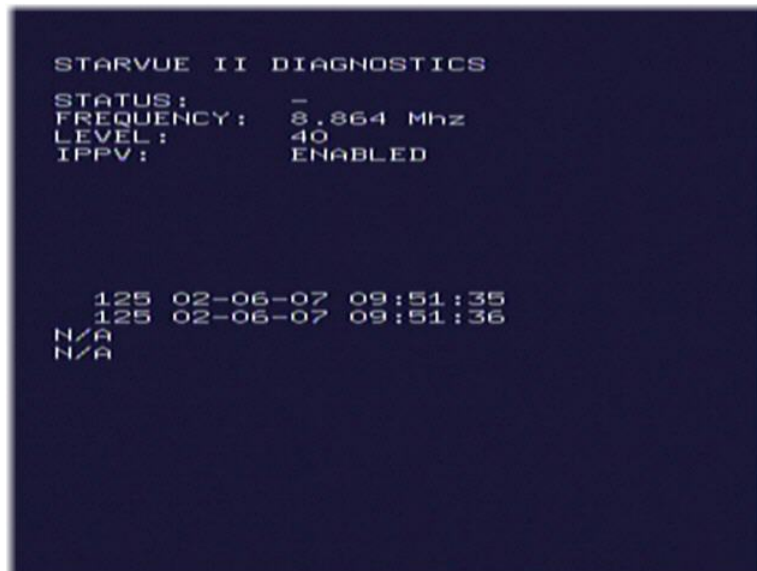 STARVUE II DIAGNOSTICS
STATUS: -
FREQUENCY: 8.864 Mhz
LEVEL: 40
IPPV: ENABLED
125 02-06-07 09:51:35
125 02-06-07 09:51:36
N/A
N/A